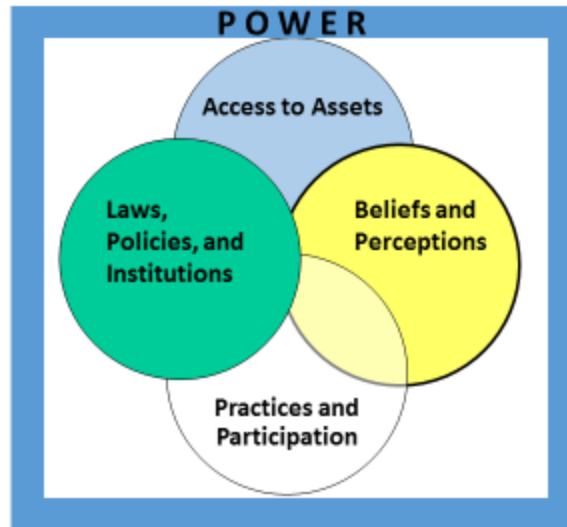 POWER
Access to Assets
Laws,
Policies, and
Institutions
Beliefs and
Perceptions
Practices and
Participation